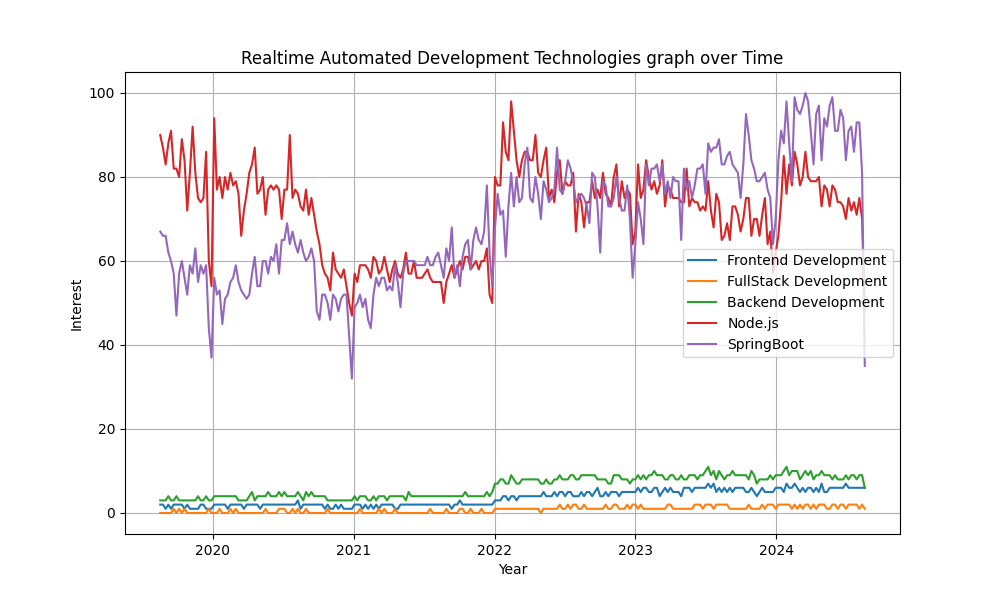 Realtime Automated Development Technologies graph over Time
100
80
60
40
20
0
Interest
Frontend Development
FullStack Development
Backend Development
Node.js
SpringBoot
2020
2021
2022
2023
2024
Year